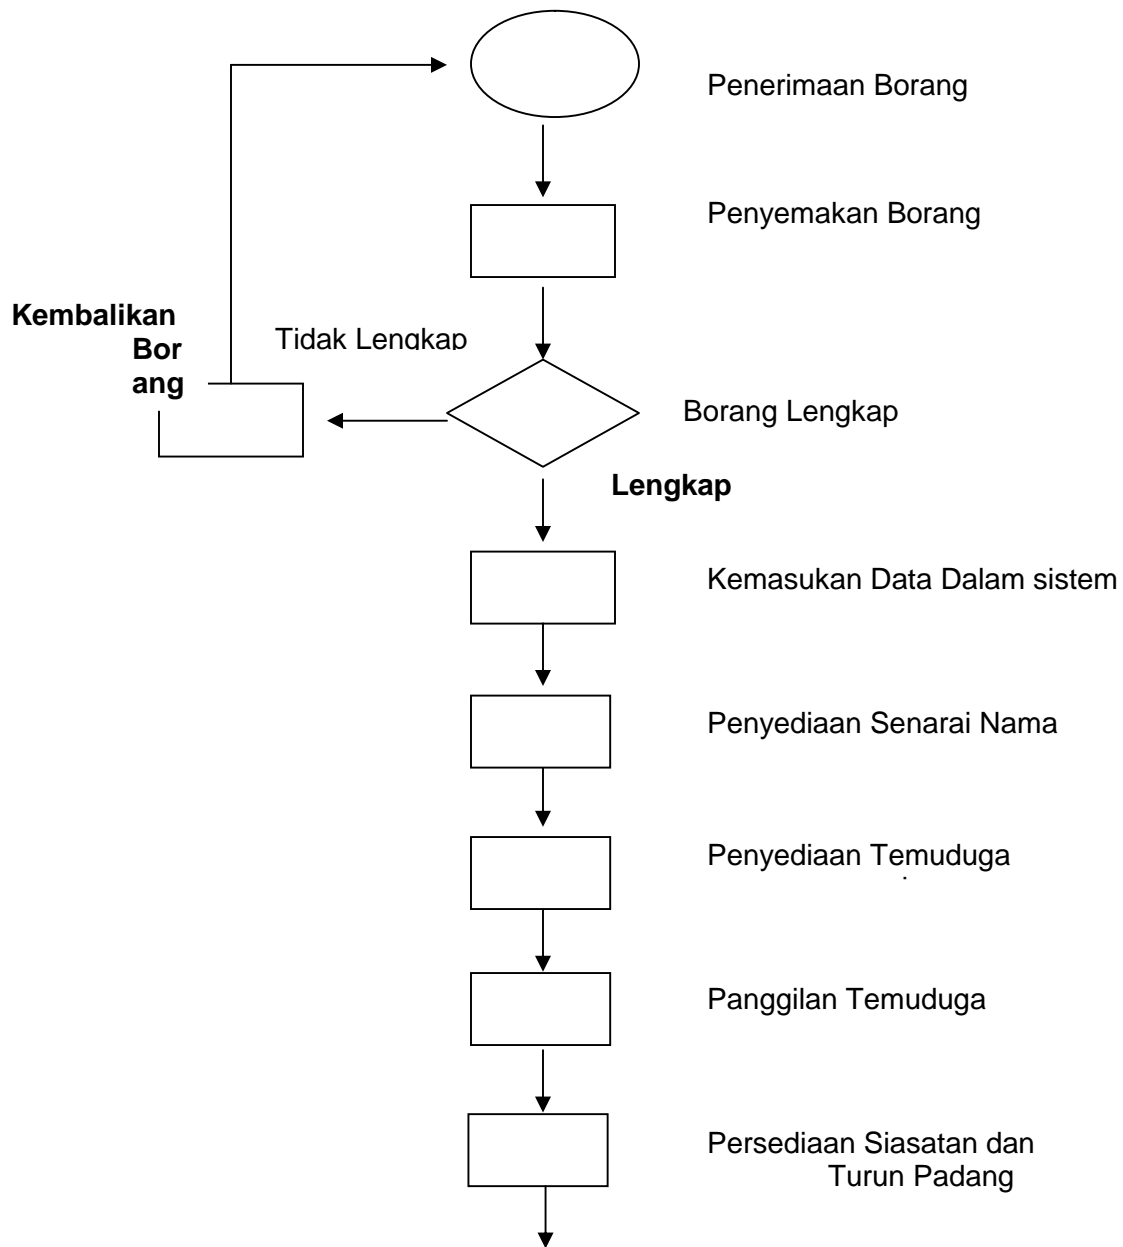 Penerimaan Borang
Penyemakan Borang
Kembalikan
Bor
ang
Tidak Lengkap
Borang Lengkap
Lengkap
Kemasukan Data Dalam sistem
Penyediaan Senarai Nama
Penyediaan Temuduga
Panggilan Temuduga
Persediaan Siasatan dan
Turun Padang